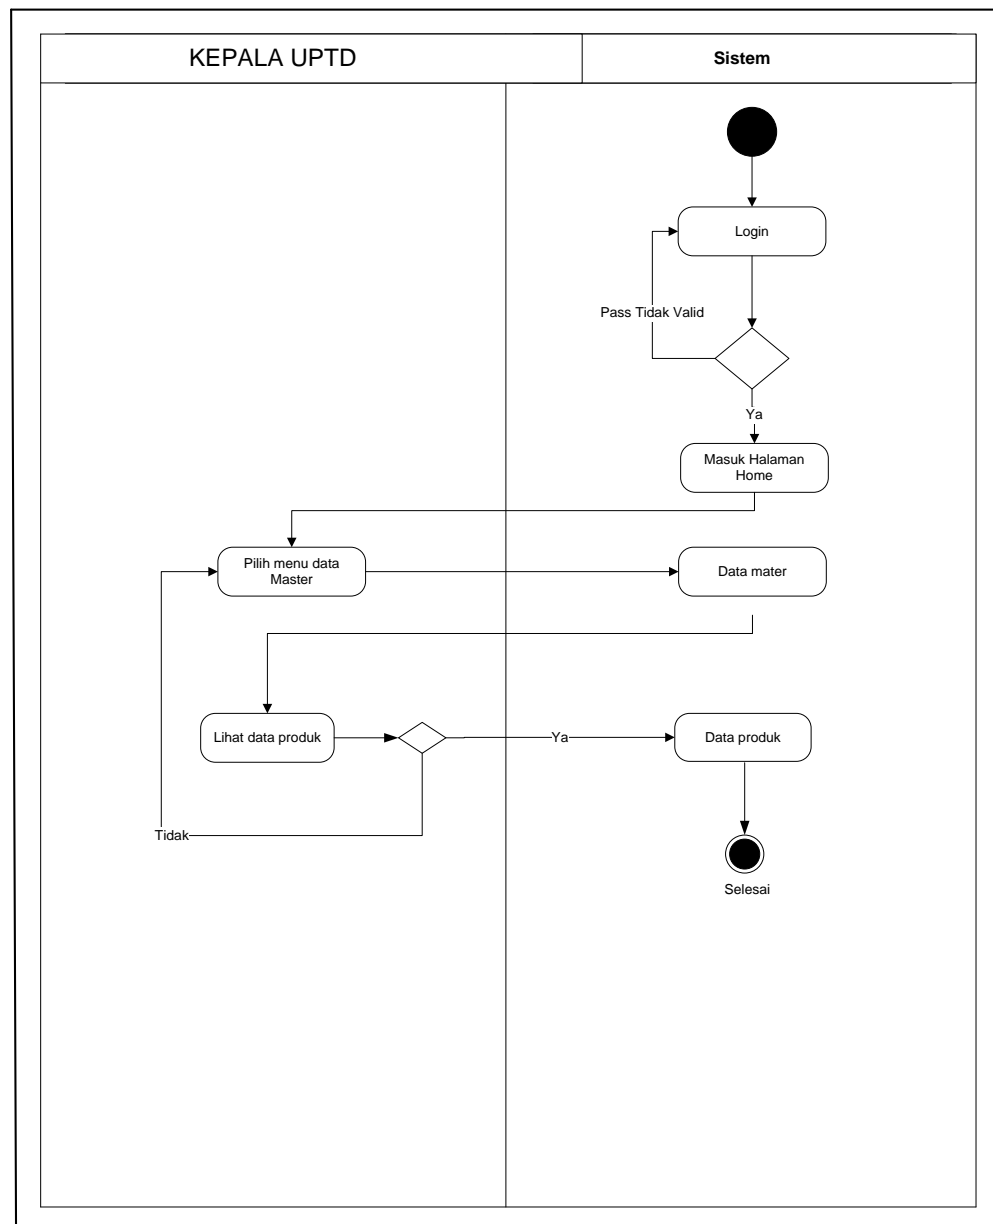 KEPALA UPTD
Sistem
Login
Pass Tidak Valid
Ya
Masuk Halaman
Home
Pilih menu data
Master
Data mater
Lihat data produk
Ya
Data produk
Tidak
Selesai